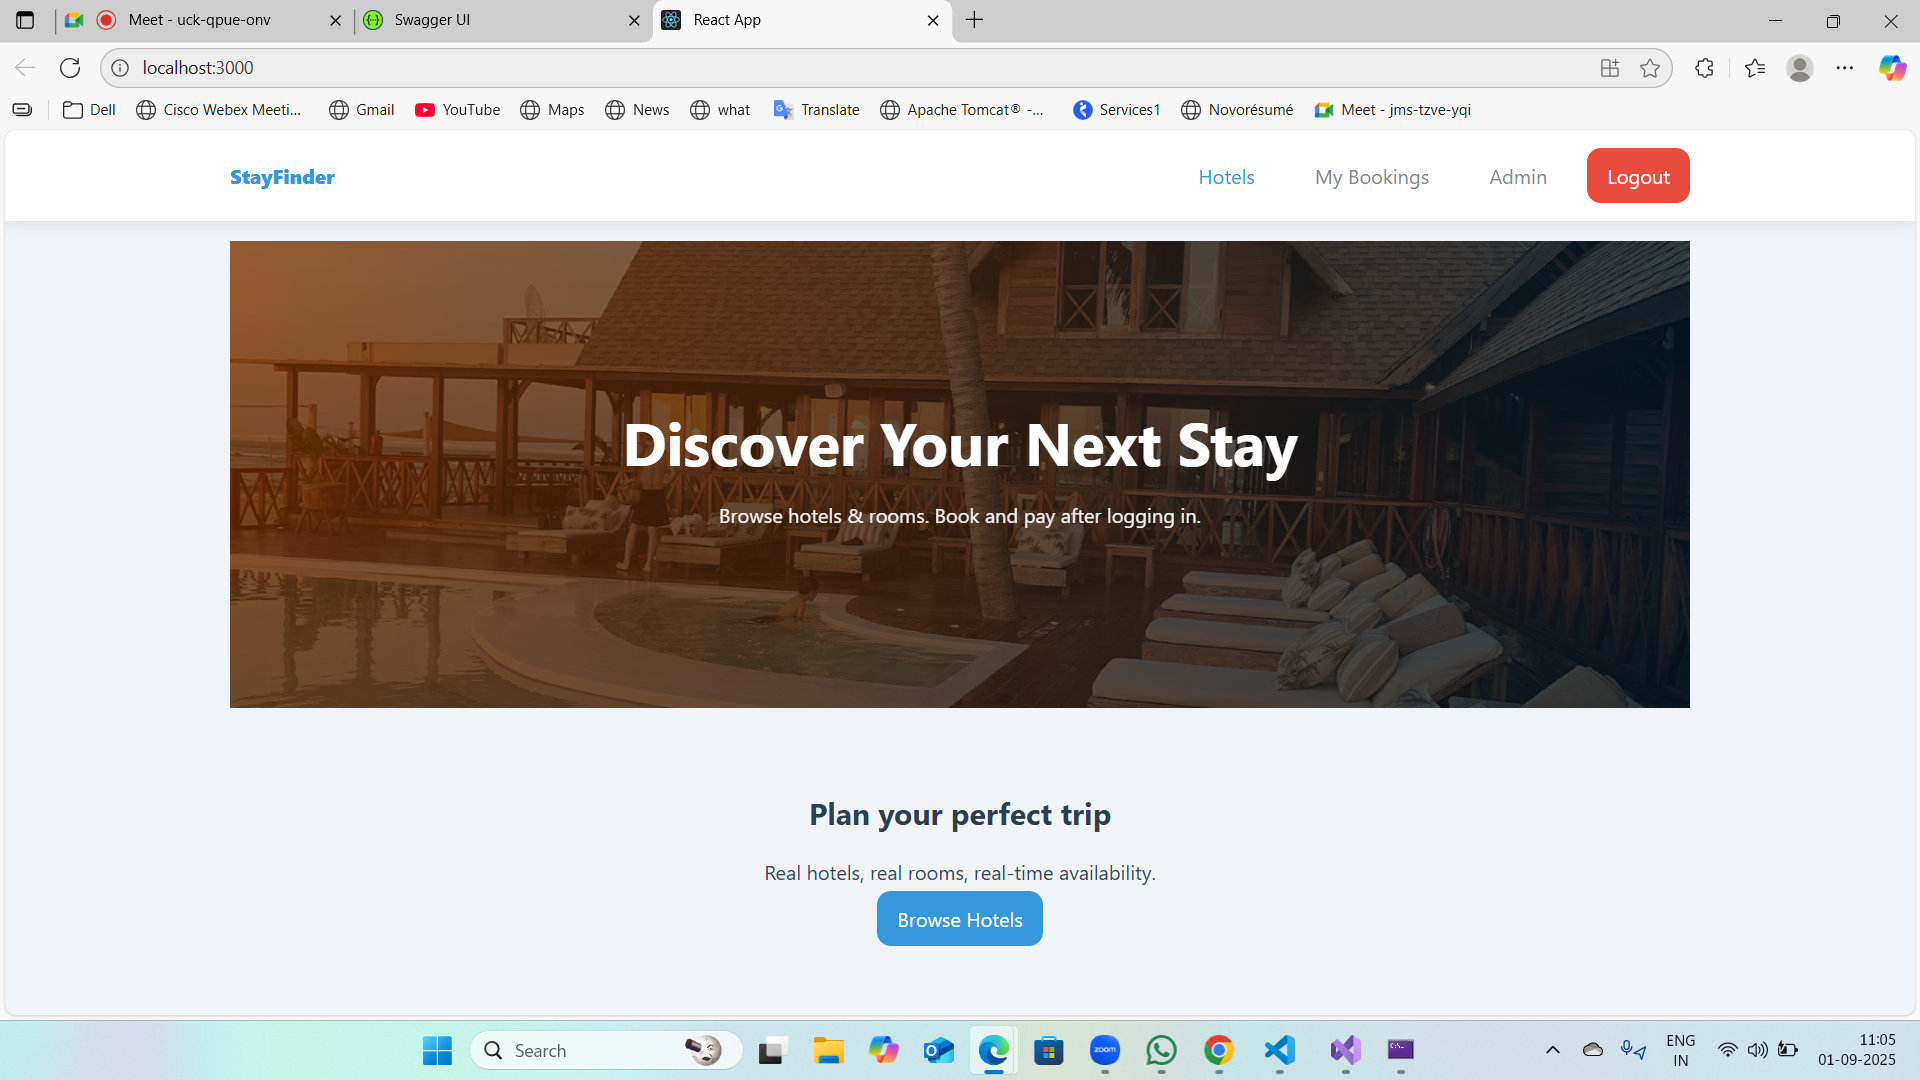 Meet - uck-qpue-onv
Swagger UI
React App
localhost:3000
Dell
Cisco Webex Meeti...
Gmail
YouTube
Maps
News
what
Translate
Apache Tomcat® -...
Services1
Novorésumé
Meet - jms-tzve-yqi
StayFinder
Hotels
My Bookings
Admin
Logout
Discover Your Next Stay
Browse hotels & rooms. Book and pay after logging in.
Plan your perfect trip
Real hotels, real rooms, real-time availability.
Browse Hotels
Search
zoom
ENG
IN
11:05
01-09-2025